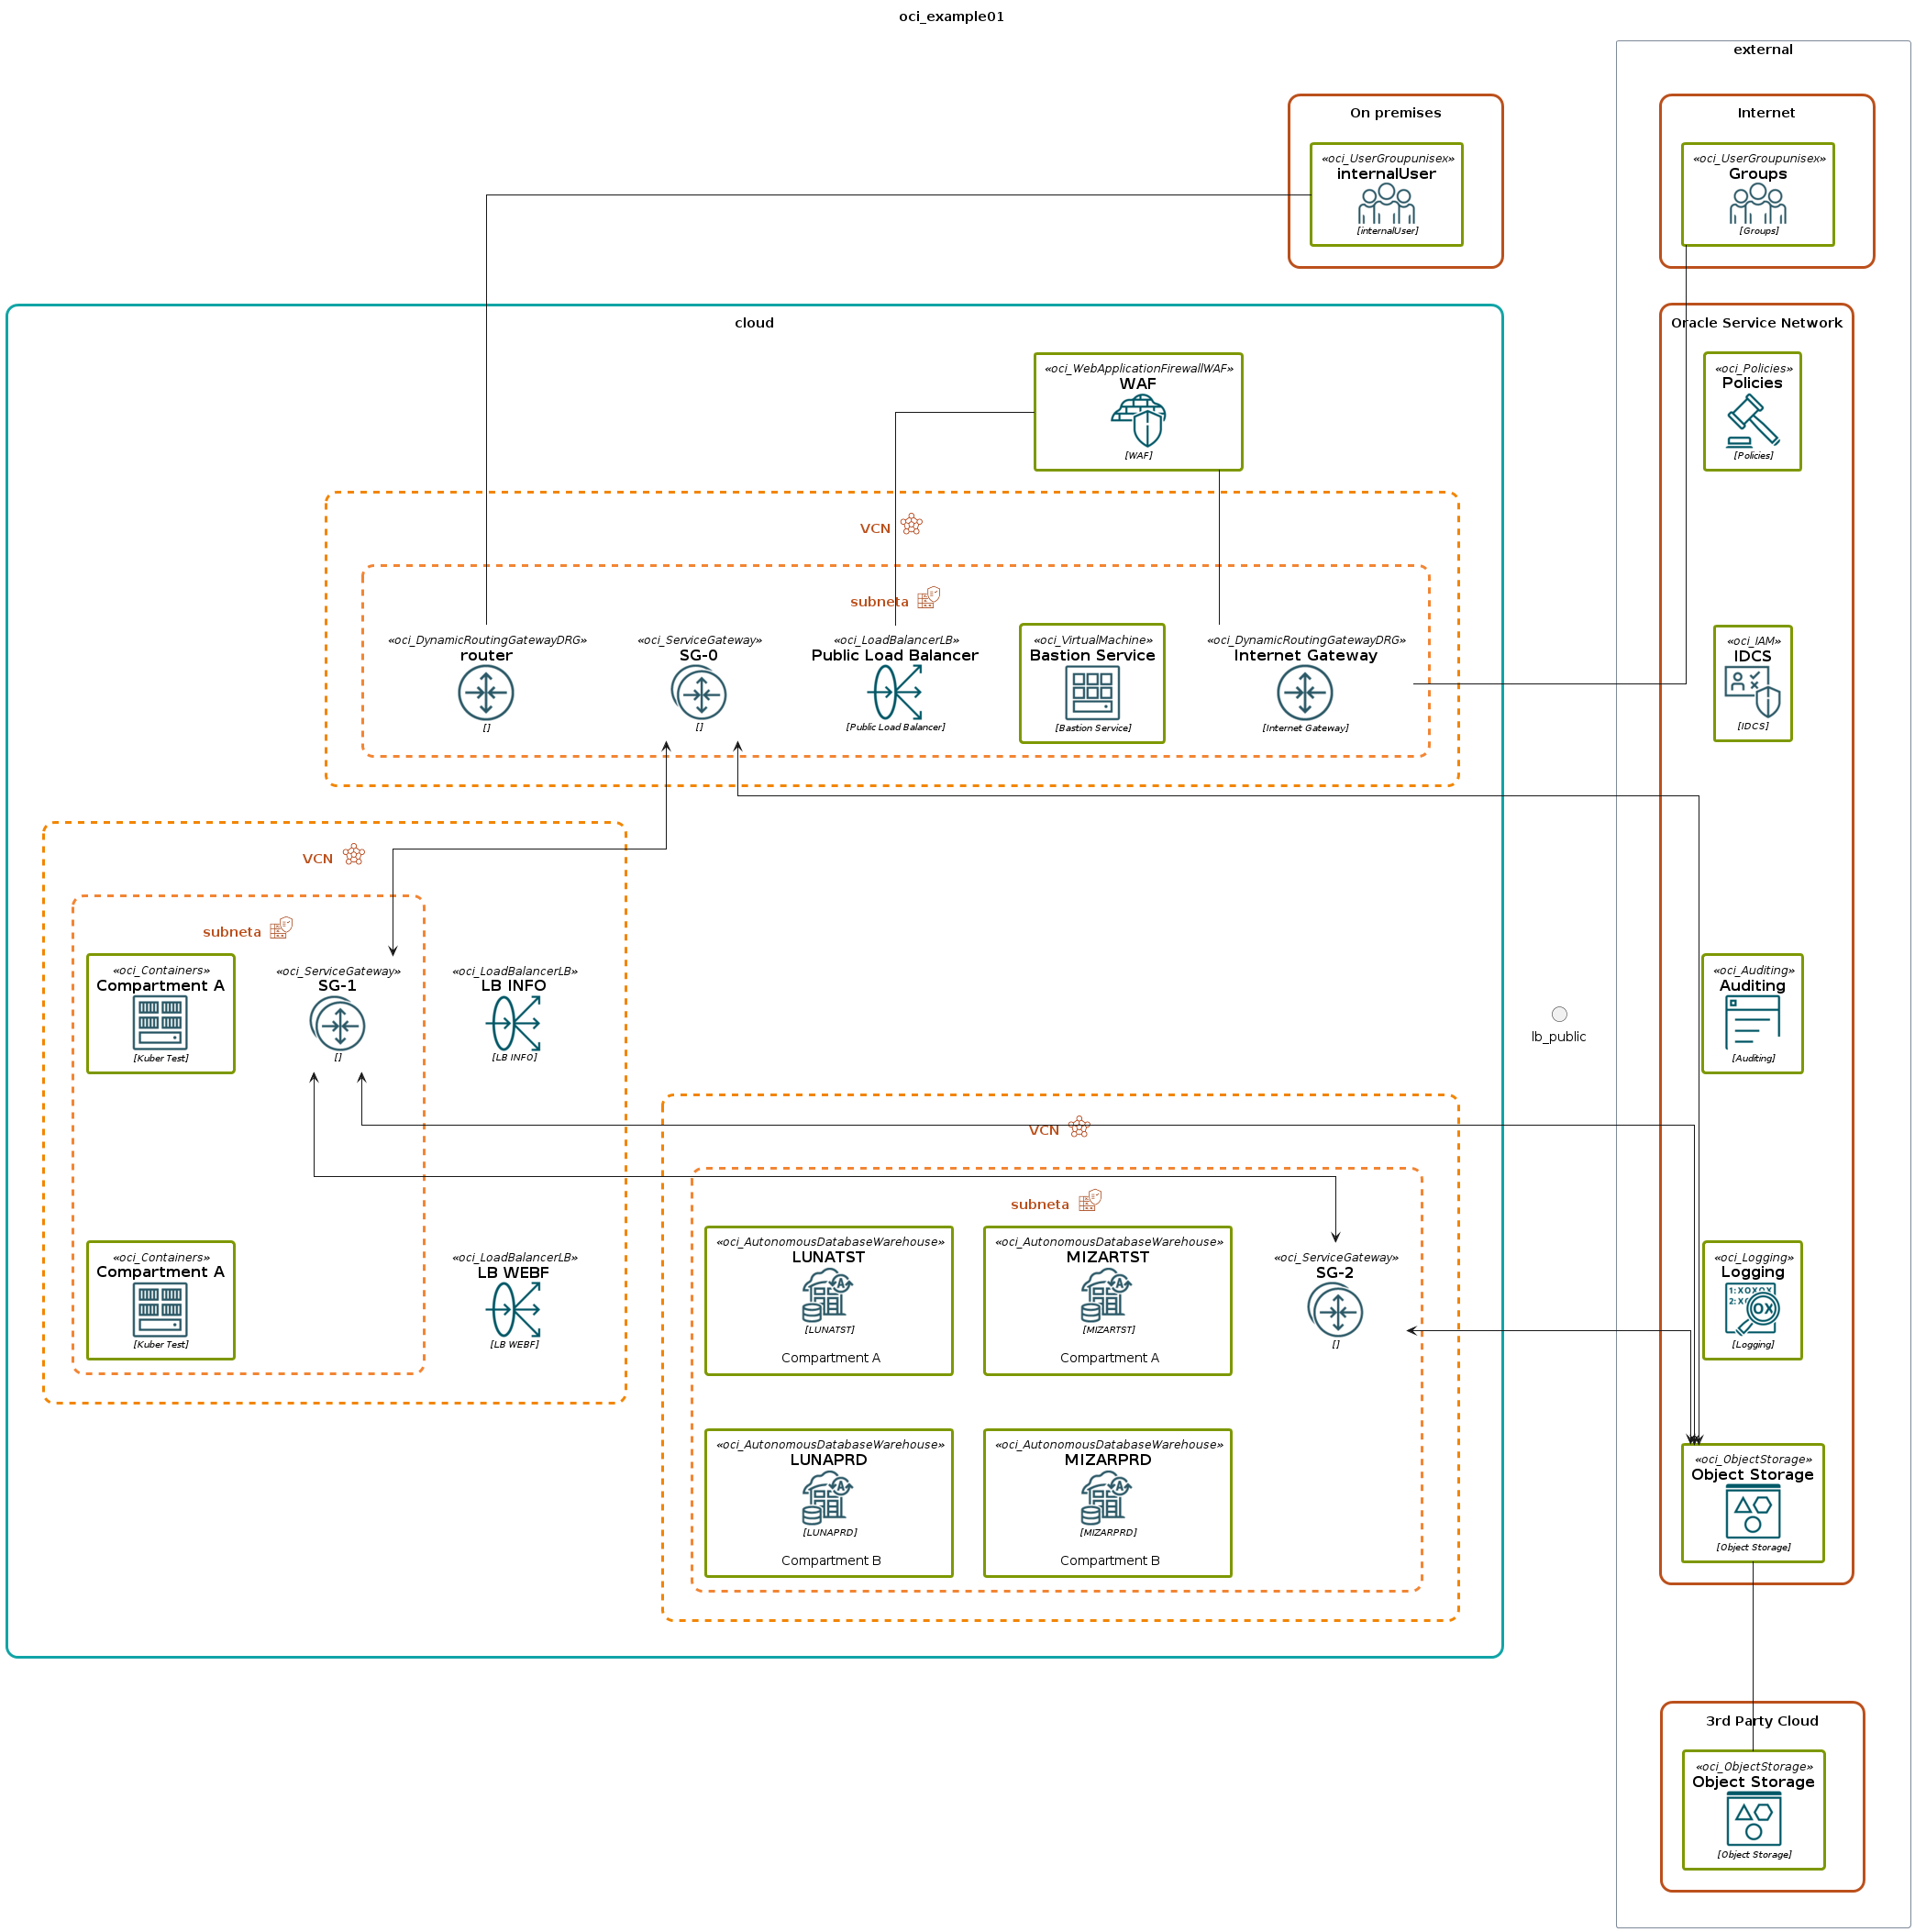 oci_example01
external
On premises
«oci_UserGroupunisex»
internalUser
[internalUser]
Internet
«oci_UserGroupunisex»
Groups
[Groups]
cloud
«oci_WebApplicationFirewallWAF»
WAF
[WAF]
Oracle Service Network
«oci_Policies»
Policies
[Policies]
VCN
subneta
«oci_DynamicRoutingGatewayDRG»
router
[]
«oci_ServiceGateway»
SG-0
[]
«oci_LoadBalancerLB»
Public Load Balancer
[Public Load Balancer]
«oci_VirtualMachine»
Bastion Service
[Bastion Service]
«oci_DynamicRoutingGatewayDRG»
Internet Gateway
[Internet Gateway]
«oci_IAM»
IDCS
[IDCS]
VCN
subneta
«oci_Containers»
Compartment A
[Kuber Test]
«oci_ServiceGateway»
SG-1
[]
«oci_LoadBalancerLB»
LB INFO
[LB INFO]
lb_public
«oci_Auditing»
Auditing
[Auditing]
«oci_Containers»
Compartment A
[Kuber Test]
«oci_LoadBalancerLB»
LB WEBF
[LB WEBF]
VCN
subneta
«oci_AutonomousDatabaseWarehouse»
LUNATST
[LUNATST]
Compartment A
«oci_AutonomousDatabaseWarehouse»
MIZARTST
[MIZARTST]
Compartment A
«oci_ServiceGateway»
SG-2
[]
«oci_Logging»
Logging
[Logging]
«oci_AutonomousDatabaseWarehouse»
LUNAPRD
[LUNAPRD]
Compartment B
«oci_AutonomousDatabaseWarehouse»
MIZARPRD
[MIZARPRD]
Compartment B
«oci_ObjectStorage»
Object Storage
[Object Storage]
3rd Party Cloud
«oci_ObjectStorage»
Object Storage
[Object Storage]